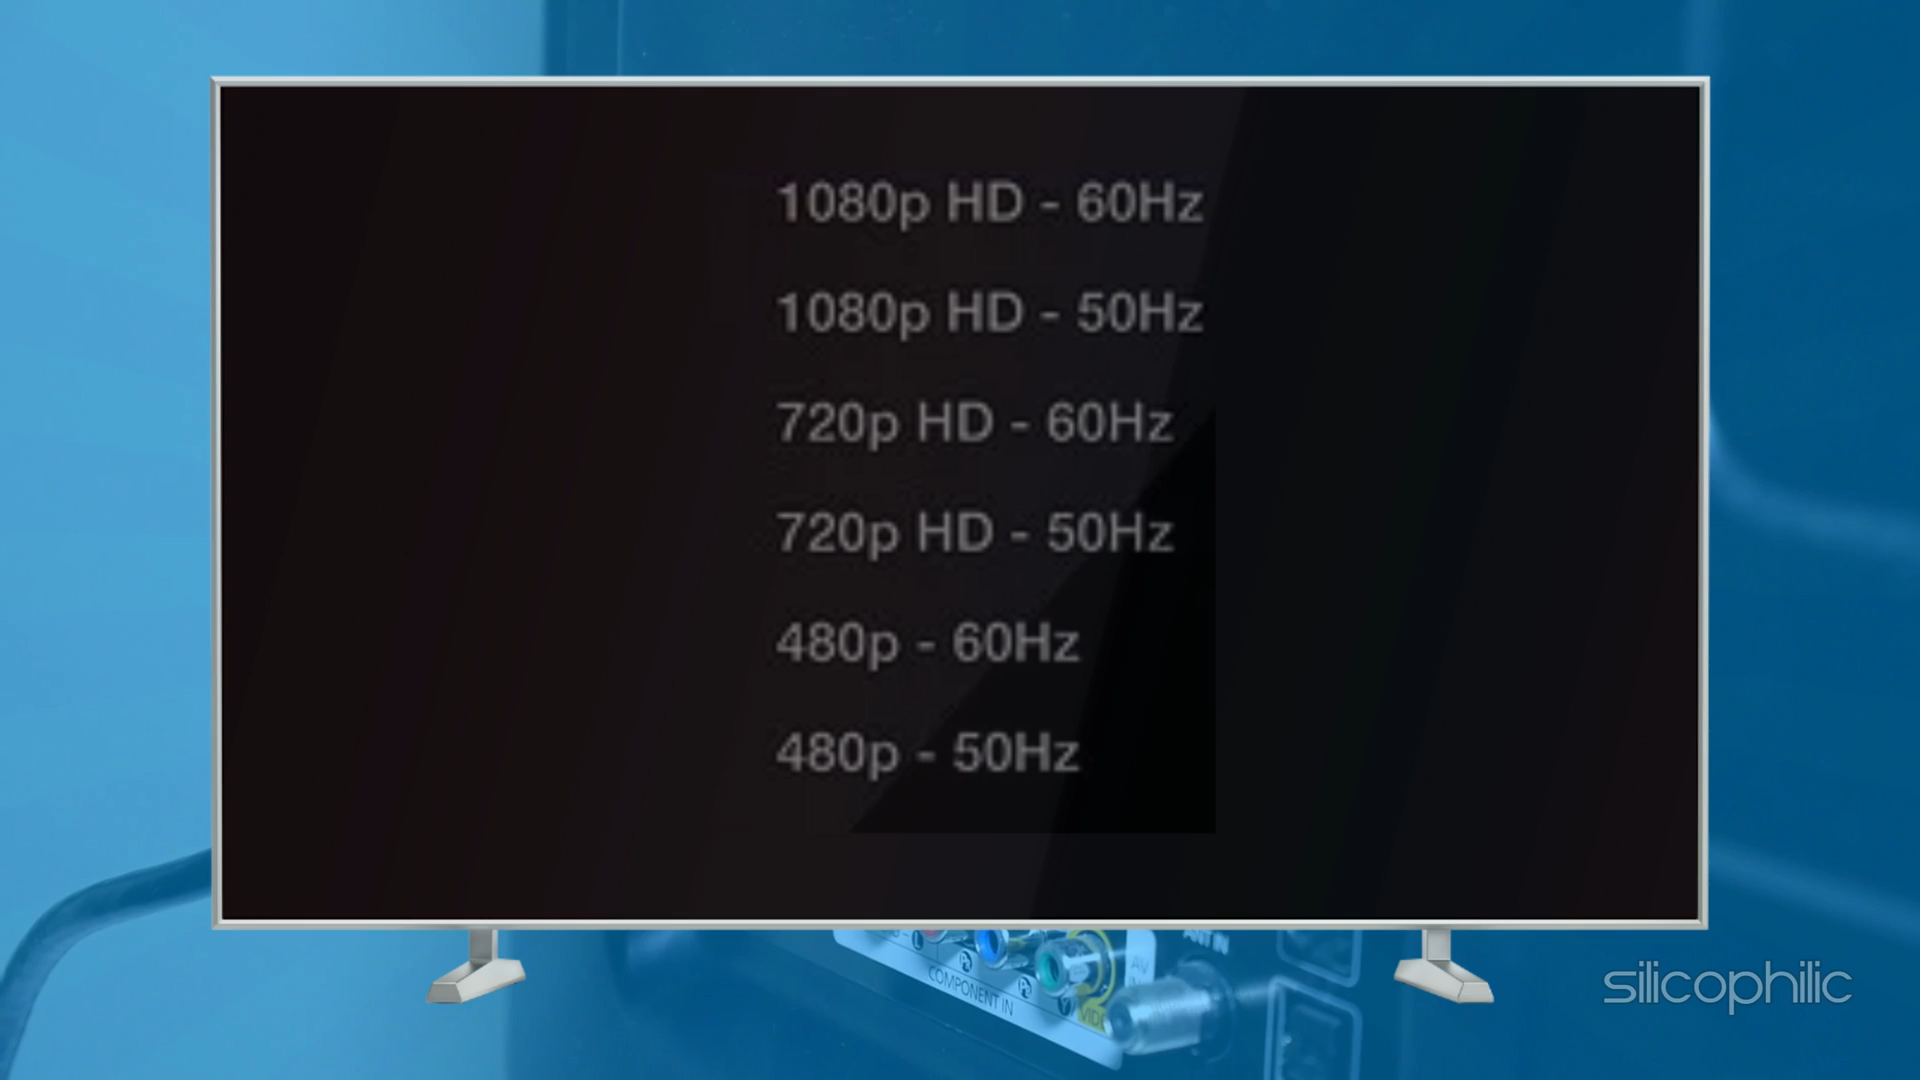 1080p HD - 60Hz
1080p HD - 50Hz
720p HD - 60Hz
720p HD - 50Hz
480p - 60Hz
480p - 50Hz
COMPONENT IN
silicophilic